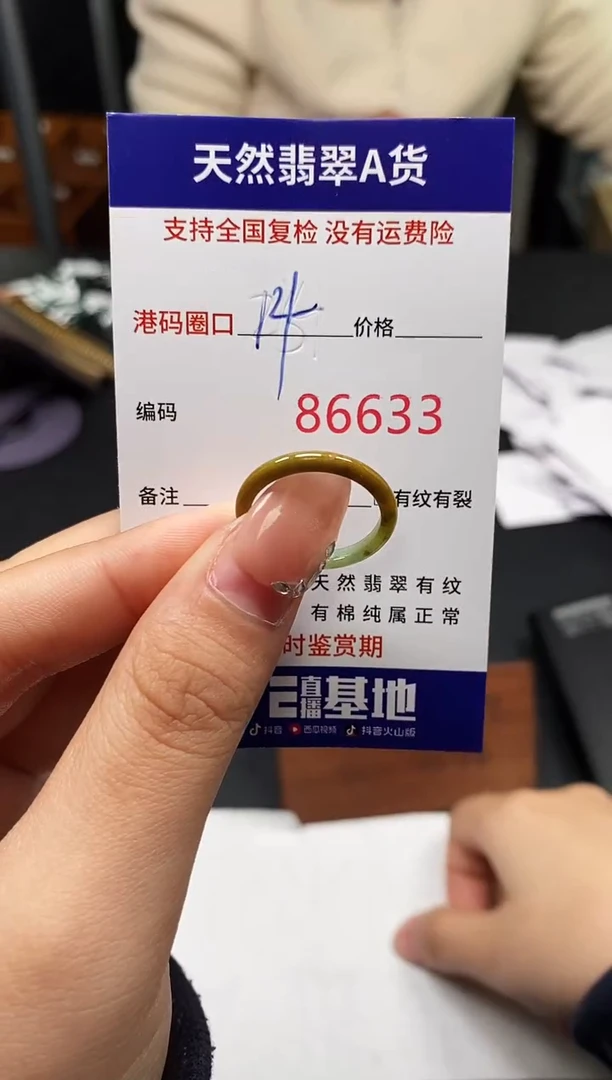 天然翡翠A货
支持全国复检 没有运费险
港码圈口 价格
编码 86633
备注 有纹有裂
天然翡翠有纹
有棉纯属正常
时鉴赏期
直播基地
抖音 西瓜视频 抖音火山版